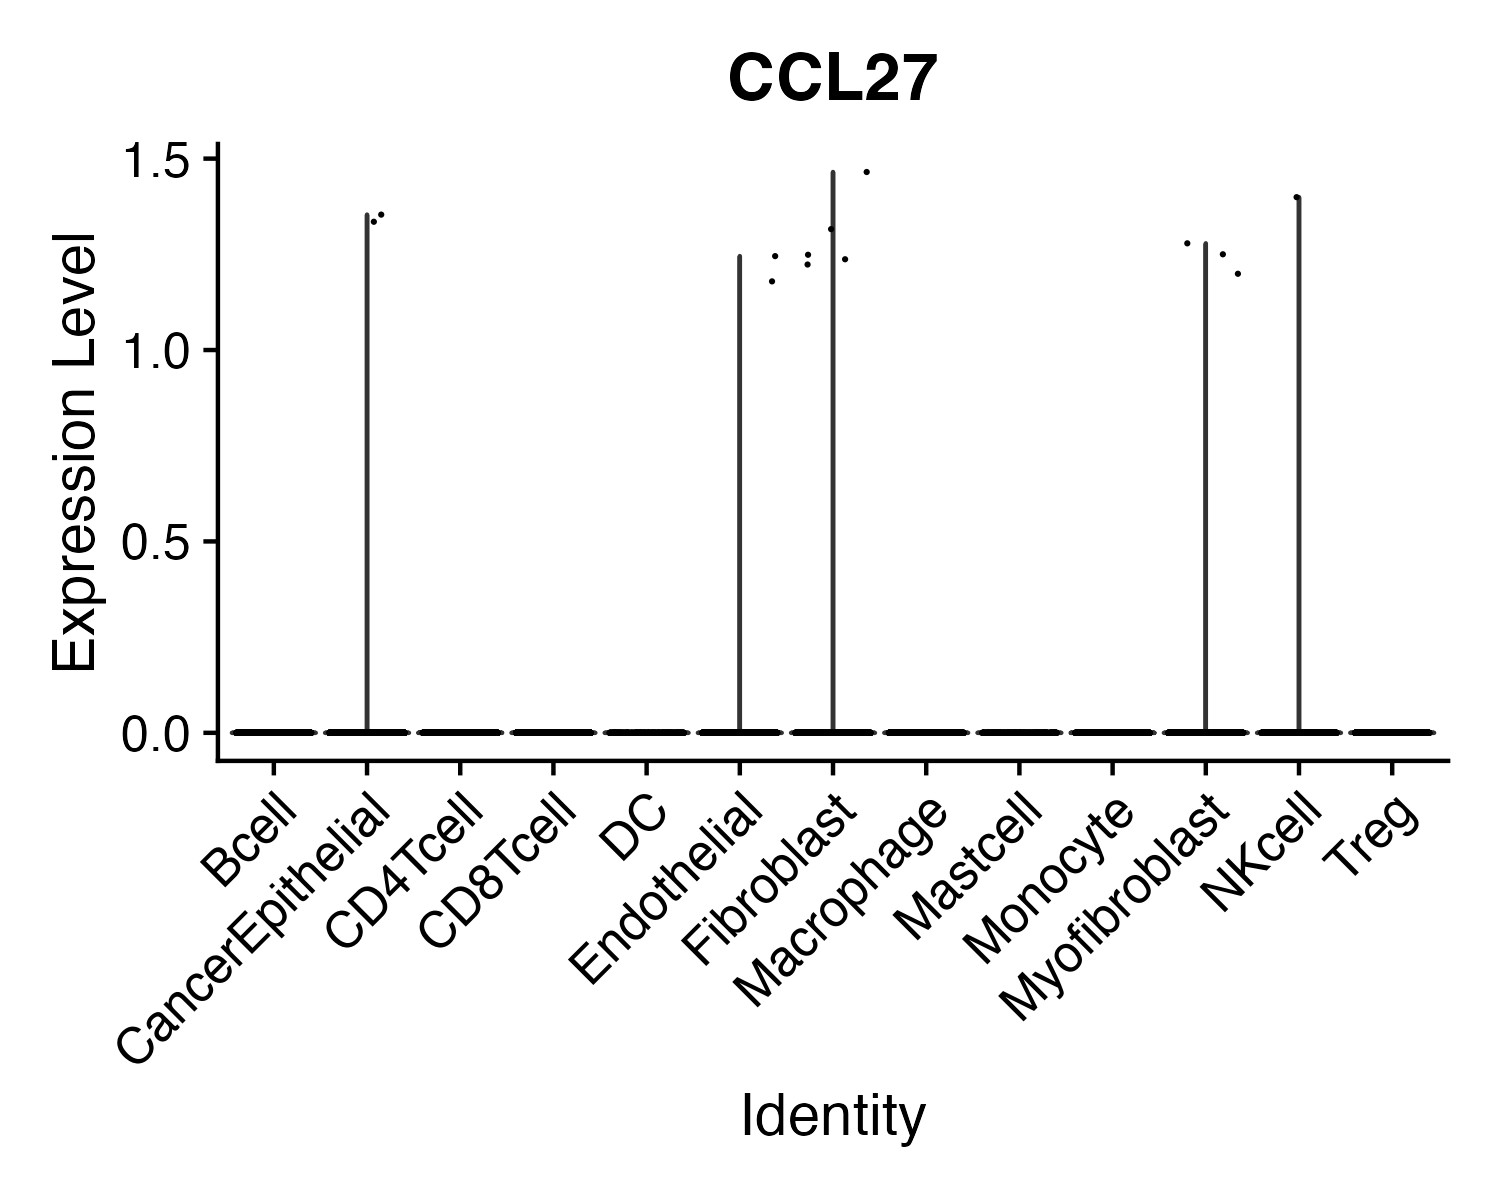 CCL27
Expression Level
1.5
1.0
0.5
0.0
Bcell
CancerEpithelial
CD4Tcell
CD8Tcell
DC
Endothelial
Fibroblast
Macrophage
Mastcell
Monocyte
Myofibroblast
NKcell
Treg
Identity